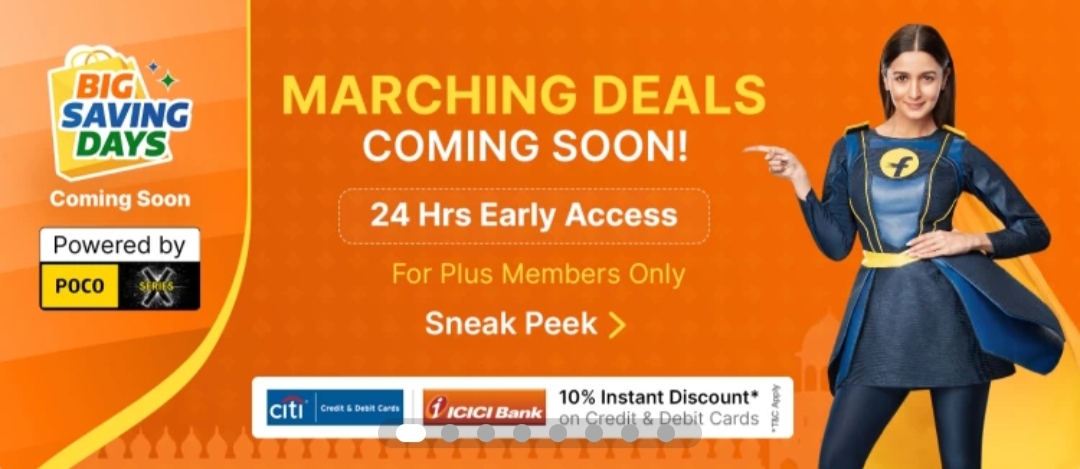 BIG
SAVING
DAYS
Coming Soon
Powered by
POCO X SERIES
MARCHING DEALS
COMING SOON!
24 Hrs Early Access
For Plus Members Only
Sneak Peek >
citi Credit & Debit Cards
i ICICI Bank
10% Instant Discount*
on Credit & Debit Cards
*T&C Apply
f